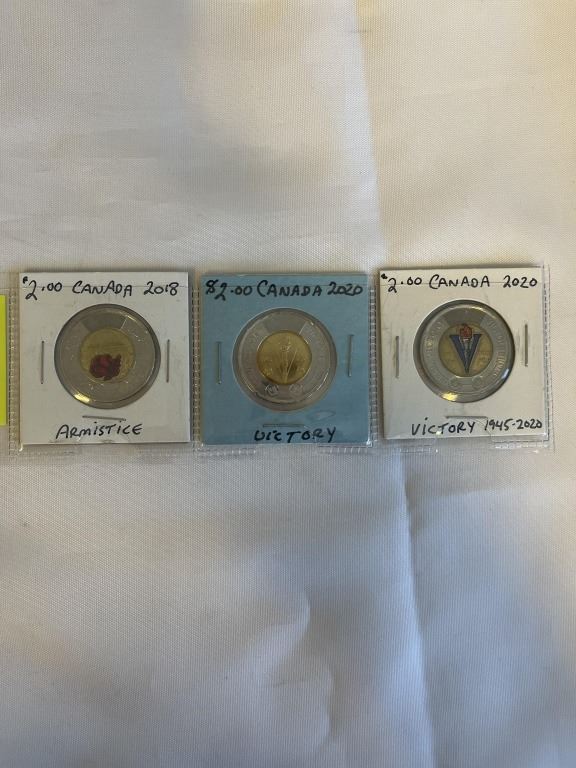 $2.00 CANADA 2018
ARMISTICE
$2.00 CANADA 2020
VICTORY
$2.00 CANADA 2020
VICTORY 1945-2020